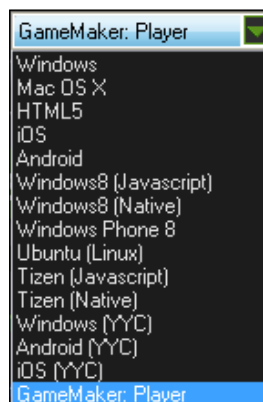 GameMaker: Player
Windows
Mac OS X
HTML5
iOS
Android
Windows8 (Javascript)
Windows8 (Native)
Windows Phone 8
Ubuntu (Linux)
Tizen (Javascript)
Tizen (Native)
Windows (YYC)
Android (YYC)
iOS (YYC)
GameMaker: Player